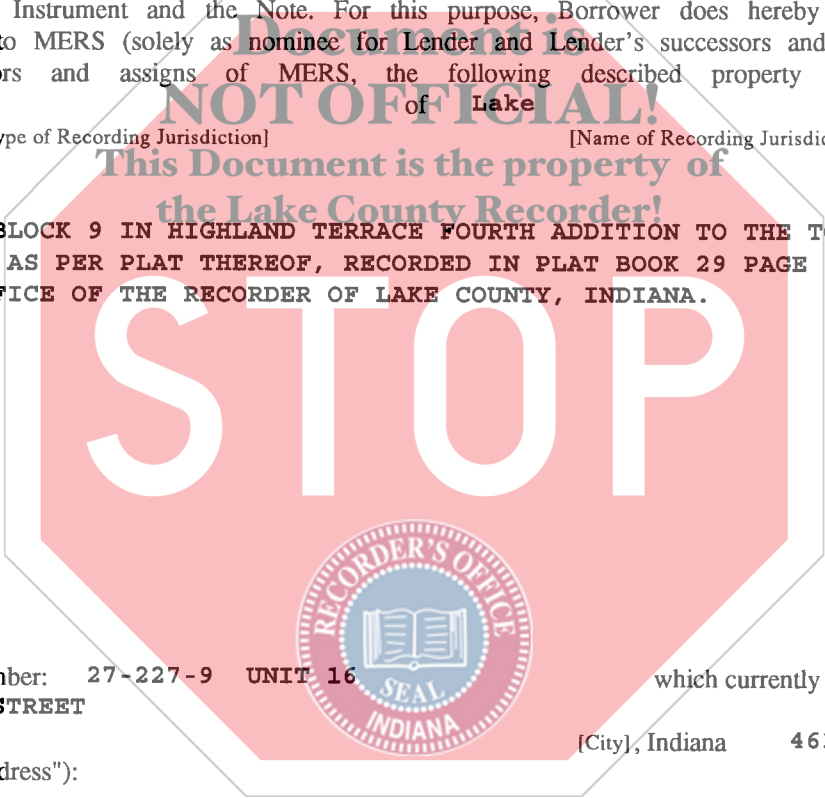 Instrument and the Note. For this purpose, Borrower does hereby
to MERS (solely as nominee for Lender and Lender's successors and
Document is
rs and assigns of MERS, the following described property
NOT OFFICIAL!
of Lake
ype of Recording Jurisdiction] [Name of Recording Jurisdic
This Document is the property of
the Lake County Recorder!
BLOCK 9 IN HIGHLAND TERRACE FOURTH ADDITION TO THE T
AS PER PLAT THEREOF, RECORDED IN PLAT BOOK 29 PAGE
FICE OF THE RECORDER OF LAKE COUNTY, INDIANA.
STOP
RECORDER'S OFFICE
SEAL
INDIANA
ber: 27-227-9 UNIT 16 which currently
STREET
[City], Indiana 463
dress"):